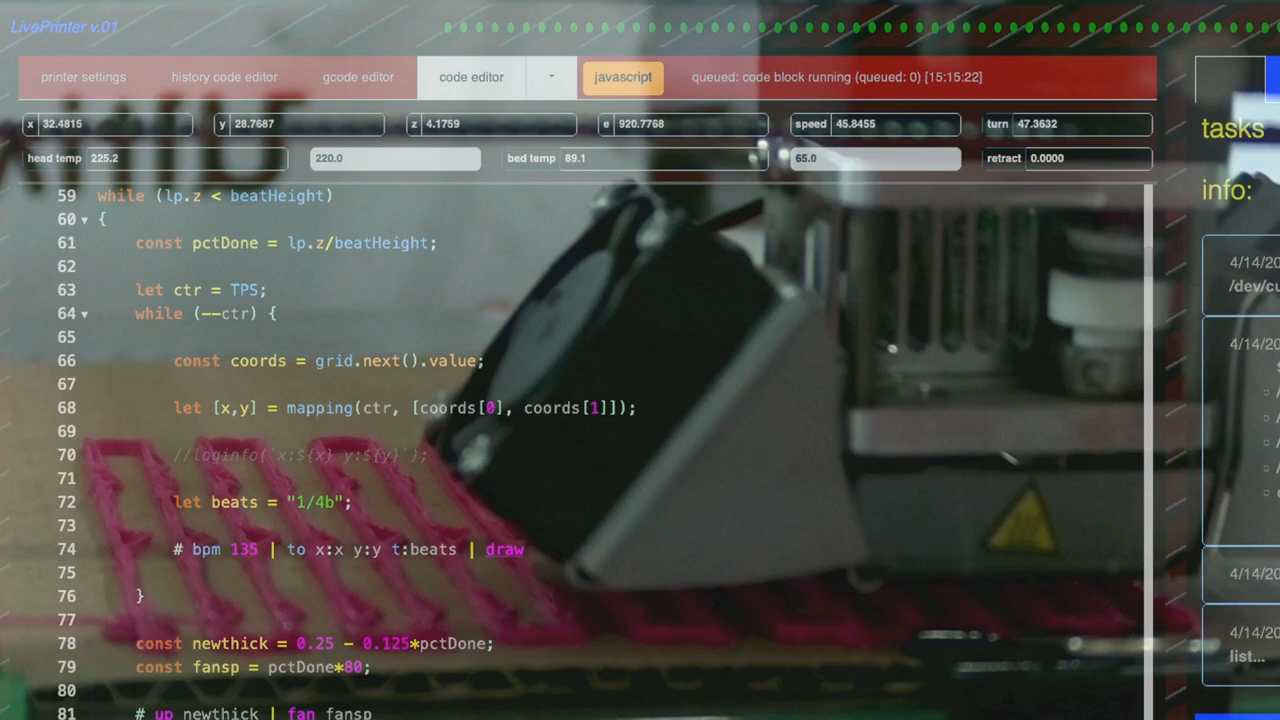 LivePrinter v.01
printer settings history code editor gcode editor code editor javascript queued: code block running (queued: 0) [15:15:22]
x 32.4815 y 28.7687 z 4.1759 e 920.7768 speed 45.8455 turn 47.3632
head temp 225.2 220.0 bed temp 89.1 65.0 retract 0.0000
tasks
info:
59 while (lp.z < beatHeight)
60 {
61 const pctDone = lp.z/beatHeight;
62
63 let ctr = TPS;
64 while (--ctr) {
65
66 const coords = grid.next().value;
67
68 let [x,y] = mapping(ctr, [coords[0], coords[1]]);
69
70 //loginfo(`x:${x} y:${y}`);
71
72 let beats = "1/4b";
73
74 # bpm 135 | to x:x y:y t:beats | draw
75
76 }
77
78 const newthick = 0.25 - 0.125*pctDone;
79 const fansp = pctDone*80;
80
81 # up newthick | fan fansp
4/14/20
/dev/cu
4/14/20
4/14/20
4/14/20
list...